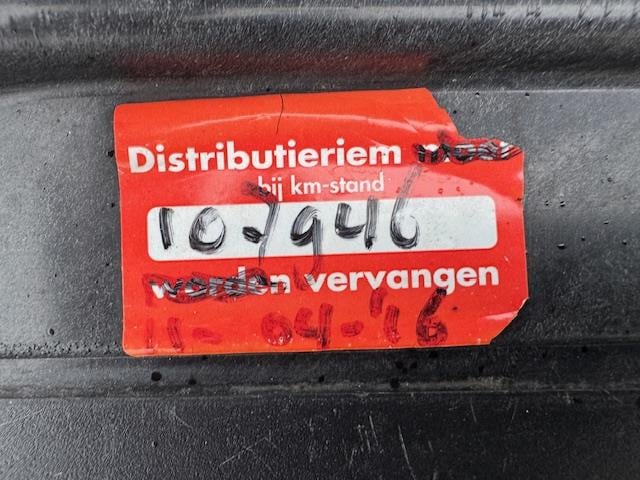 Distributieriem moet
bij km-stand
107946
worden vervangen
11-04-'16